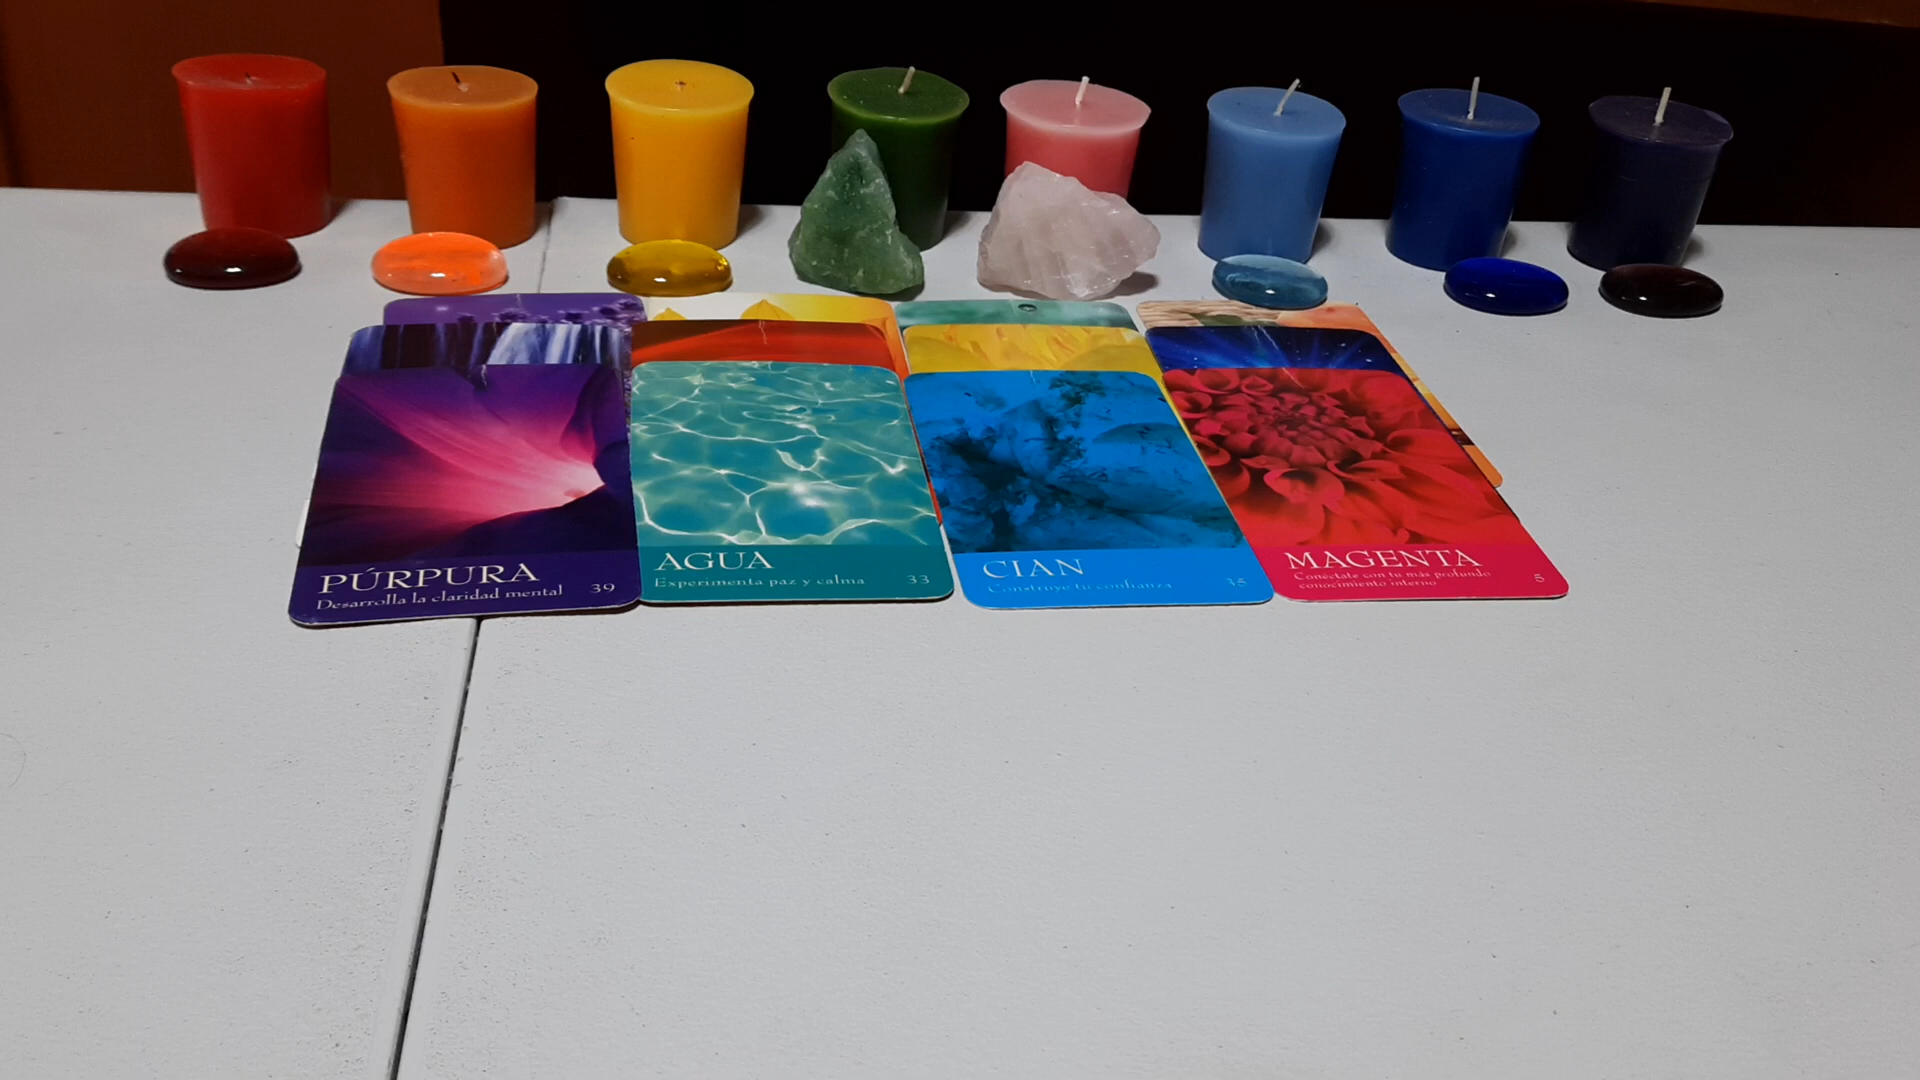 PÚRPURA
Desarrolla la claridad mental 39
AGUA
Experimenta paz y calma 33
CIAN
Construye tu confianza 35
MAGENTA
Conéctate con tu más profundo
conocimiento interno 5